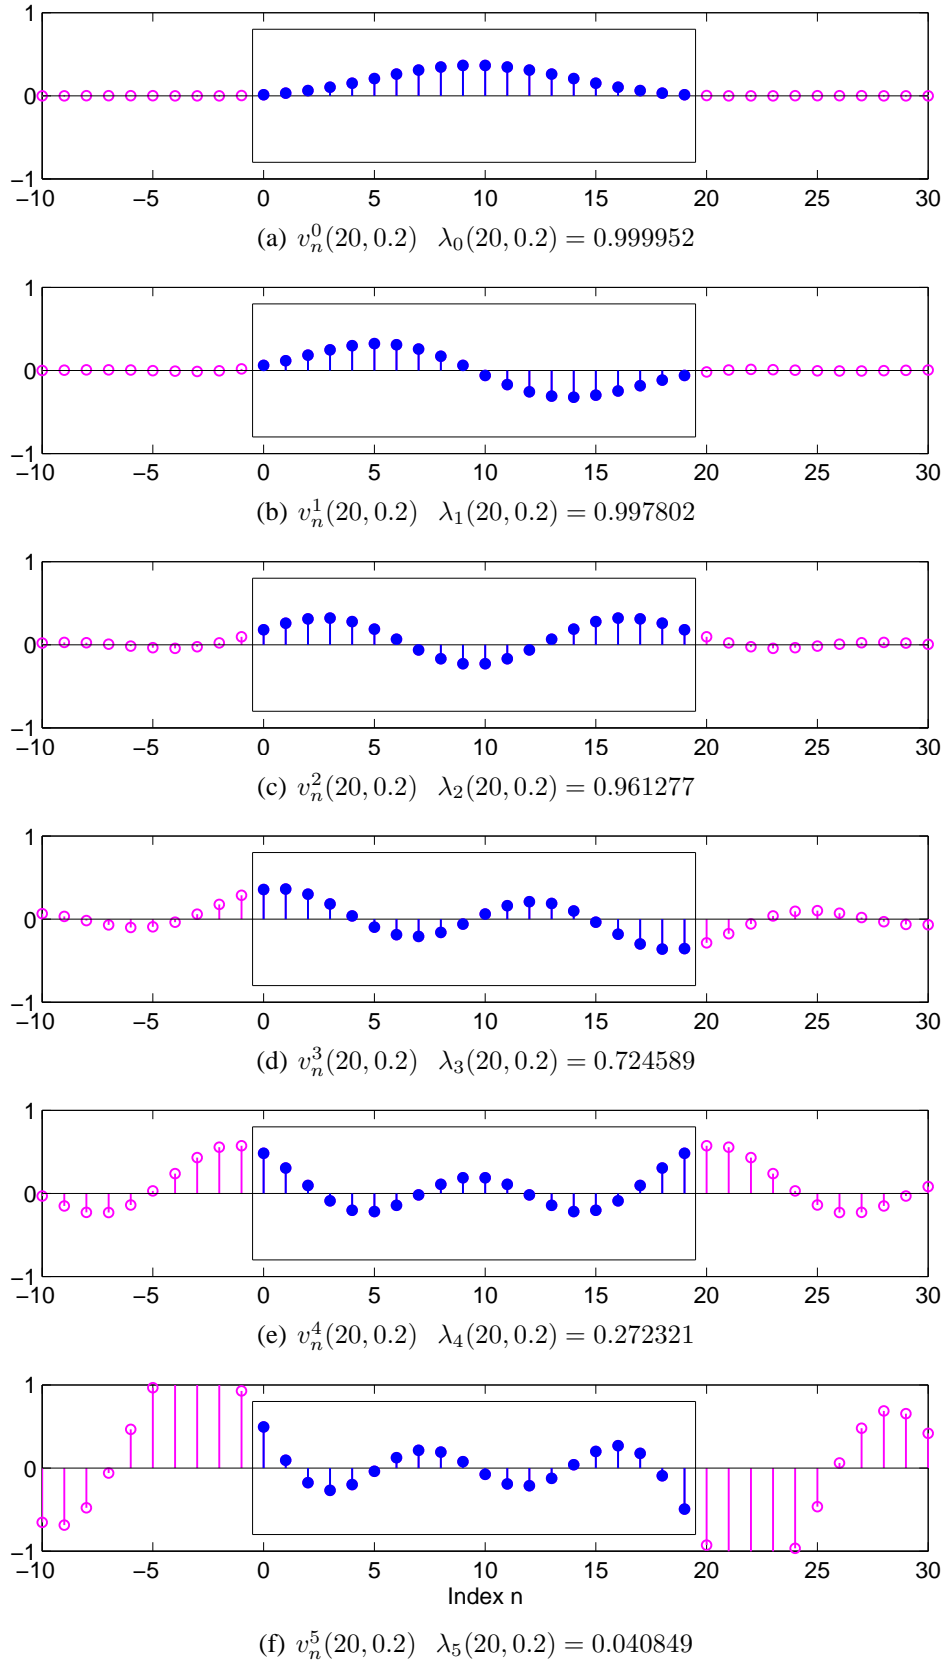 1
0
−1
−10 −5 0 5 10 15 20 25 30
(a) $v_n^0(20, 0.2)$ $\lambda_0(20, 0.2) = 0.999952$
1
0
−1
−10 −5 0 5 10 15 20 25 30
(b) $v_n^1(20, 0.2)$ $\lambda_1(20, 0.2) = 0.997802$
1
0
−1
−10 −5 0 5 10 15 20 25 30
(c) $v_n^2(20, 0.2)$ $\lambda_2(20, 0.2) = 0.961277$
1
0
−1
−10 −5 0 5 10 15 20 25 30
(d) $v_n^3(20, 0.2)$ $\lambda_3(20, 0.2) = 0.724589$
1
0
−1
−10 −5 0 5 10 15 20 25 30
(e) $v_n^4(20, 0.2)$ $\lambda_4(20, 0.2) = 0.272321$
1
0
−1
−10 −5 0 5 10 15 20 25 30
Index n
(f) $v_n^5(20, 0.2)$ $\lambda_5(20, 0.2) = 0.040849$